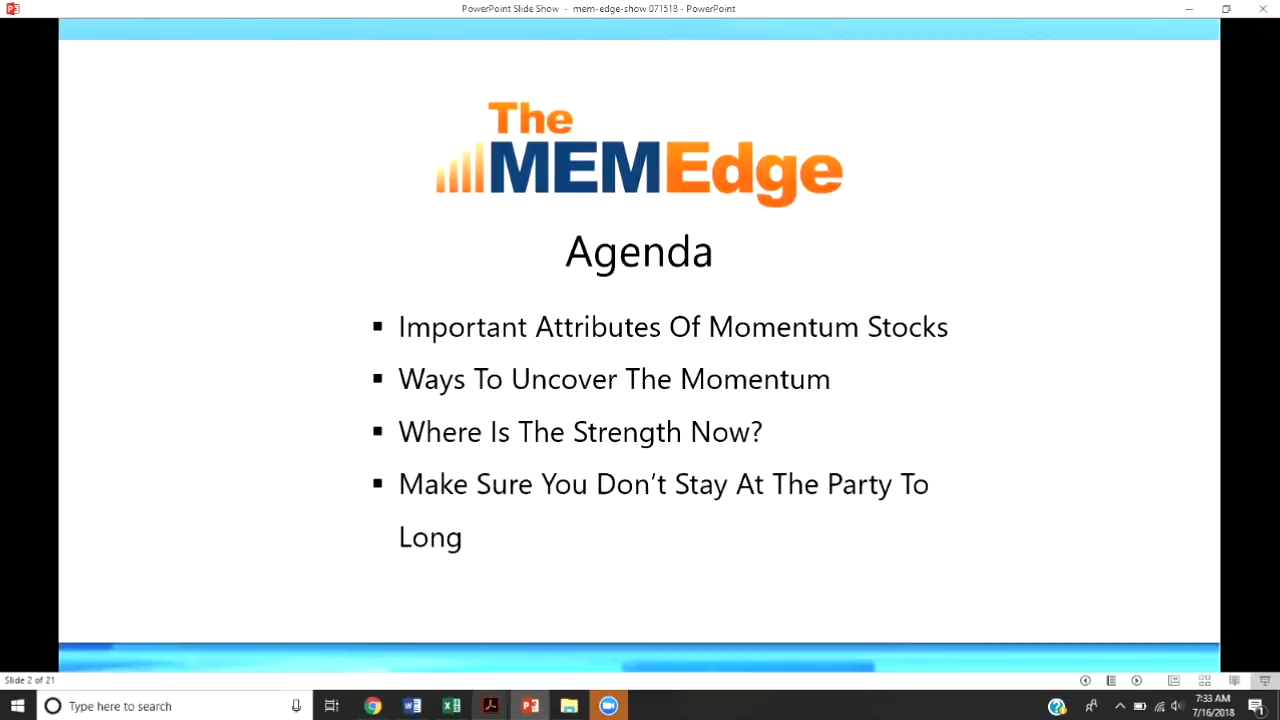 PowerPoint Slide Show - mem-edge-show 071518 - PowerPoint
The
MEMEdge
Agenda
▪ Important Attributes Of Momentum Stocks
▪ Ways To Uncover The Momentum
▪ Where Is The Strength Now?
▪ Make Sure You Don't Stay At The Party To
Long
Slide 2 of 21
Type here to search
7:33 AM
7/16/2018